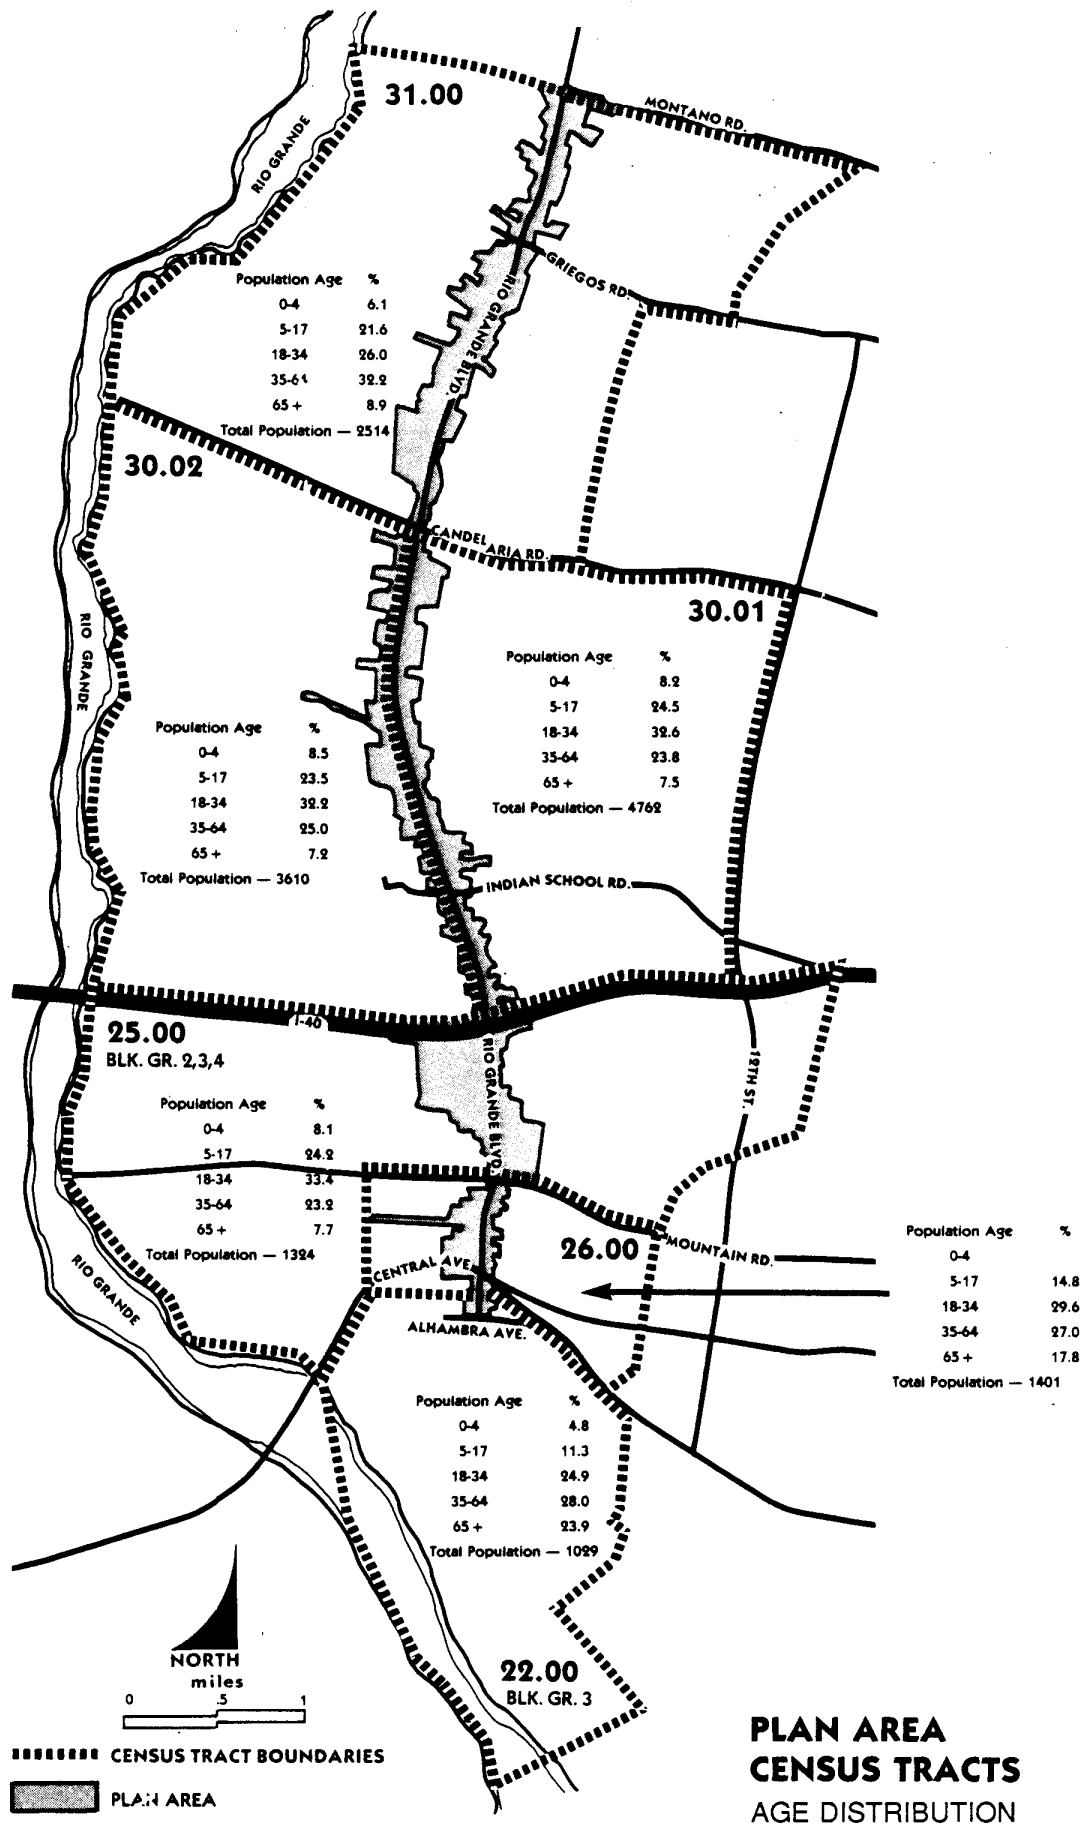 31.00
MONTANO RD.
RIO GRANDE
GRIEGOS RD.
RIO GRANDE BLVD.
Population Age %
0-4 6.1
5-17 21.6
18-34 26.0
35-64 32.2
65 + 8.9
Total Population — 2514
30.02
CANDELARIA RD.
30.01
RIO GRANDE
Population Age %
0-4 8.2
5-17 24.5
18-34 32.6
35-64 23.8
65 + 7.5
Total Population — 4762
Population Age %
0-4 8.5
5-17 23.5
18-34 32.2
35-64 25.0
65 + 7.2
Total Population — 3610
INDIAN SCHOOL RD.
I-40
25.00
BLK. GR. 2,3,4
RIO GRANDE BLVD.
12TH ST.
Population Age %
0-4 8.1
5-17 24.2
18-34 33.4
35-64 23.2
65 + 7.7
Total Population — 1324
26.00
MOUNTAIN RD.
RIO GRANDE
CENTRAL AVE
ALHAMBRA AVE.
Population Age %
0-4
5-17 14.8
18-34 29.6
35-64 27.0
65 + 17.8
Total Population — 1401
Population Age %
0-4 4.8
5-17 11.3
18-34 24.9
35-64 28.0
65 + 23.9
Total Population — 1029
NORTH
miles
0 .5 1
22.00
BLK. GR. 3
CENSUS TRACT BOUNDARIES
PLAN AREA
PLAN AREA
CENSUS TRACTS
AGE DISTRIBUTION